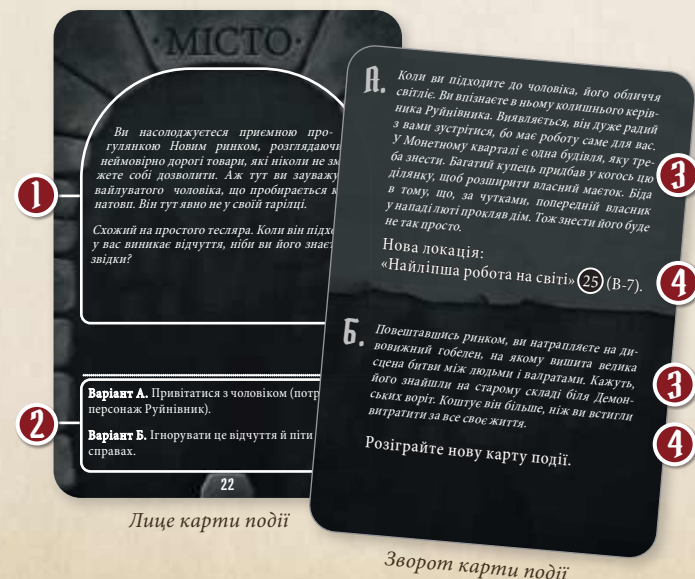 ·МІСТО·
Ви насолоджуєтеся приємною про-
гулянкою Новим ринком, розглядаючи
неймовірно дорогі товари, які ніколи не
жете собі дозволити. Аж тут ви
вайлуватого чоловіка, що пробирається
натовп. Він тут явно не у своїй тарілці.
Схожий на простого тесляра. Коли він
у вас виникає відчуття, ніби ви його
звідки?
Варіант А. Привітатися з чоловіком
персонаж Руйнівник).
Варіант Б. Ігнорувати це відчуття й піти
справах.
22
1
2
Лице карти події
А.
Коли ви підходите до чоловіка, його обличчя
світліє. Ви впізнаєте в ньому колишнього керів-
ника Руйнівника. Виявляється, він дуже радий
з вами зустрітися, бо має роботу саме для вас.
У Монетному кварталі є одна будівля, яку тре-
ба знести. Багатий купець придбав у когось цю
ділянку, щоб розширити власний маєток. Біда
в тому, що, за чутками, попередній власник
у нападі люті прокляв дім. Тож знести його буде
не так просто.
Нова локація:
«Найліпша робота на світі» 25 (В-7).
Б.
Повештавшись ринком, ви натрапляєте на ди-
вовижний гобелен, на якому вишита велика
сцена битви між людьми і валратами. Кажуть,
його знайшли на старому складі біля Демон-
ських воріт. Коштує він більше, ніж ви встигли
витратити за все своє життя.
Розіграйте нову карту події.
3
4
3
4
Зворот карти події